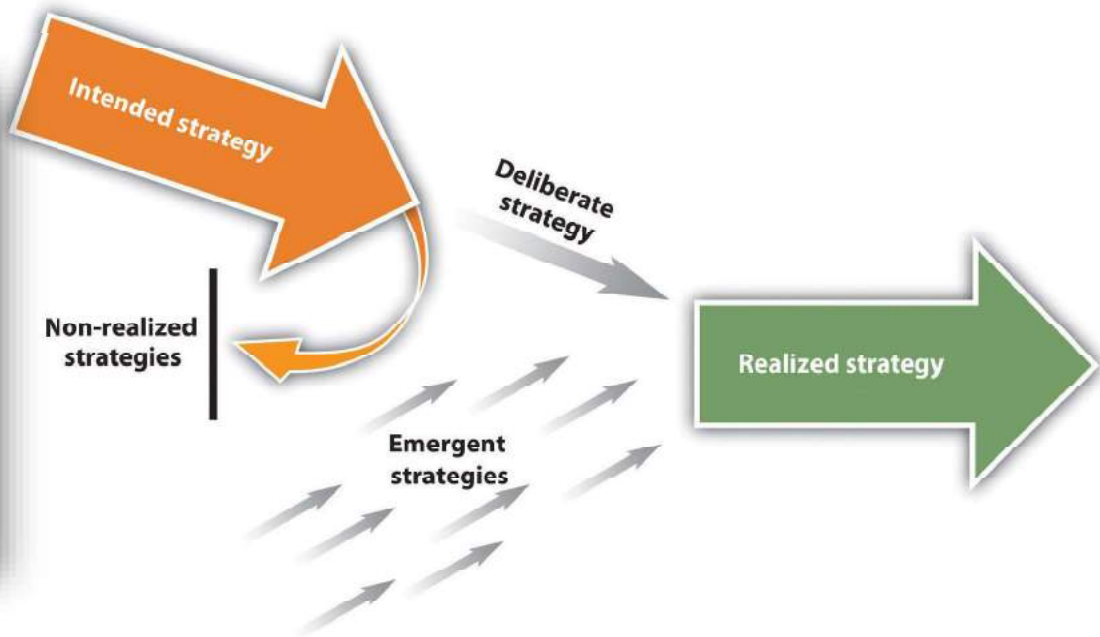 Intended strategy
Deliberate
strategy
Non-realized
strategies
Realized strategy
Emergent
strategies